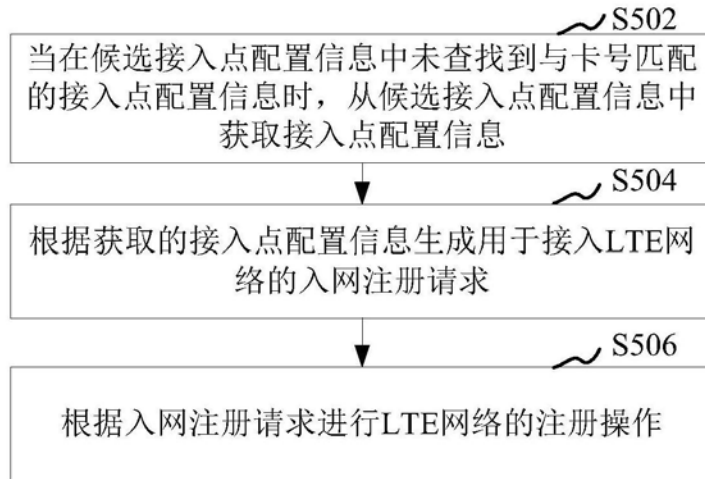 S502
当在候选接入点配置信息中未查找到与卡号匹配
的接入点配置信息时，从候选接入点配置信息中
获取接入点配置信息
S504
根据获取的接入点配置信息生成用于接入LTE网
络的入网注册请求
S506
根据入网注册请求进行LTE网络的注册操作